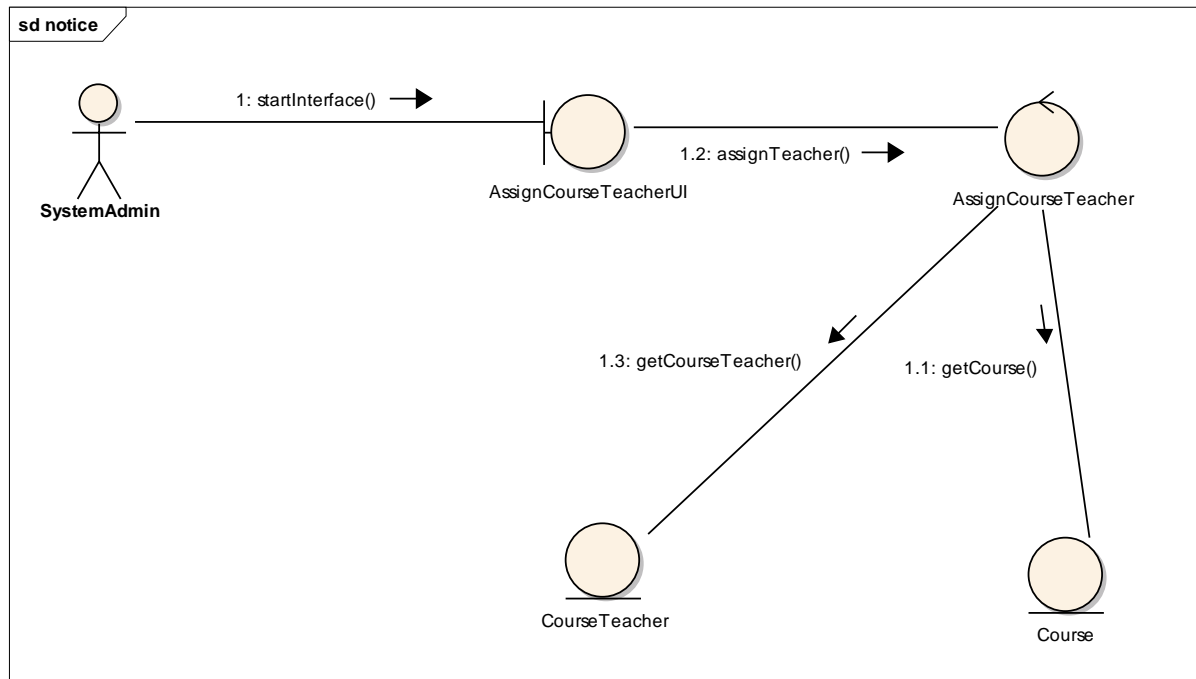 sd notice
1: startInterface()
1.2: assignTeacher()
AssignCourseTeacherUI
AssignCourseTeacher
SystemAdmin
1.3: getCourseTeacher()
1.1: getCourse()
CourseTeacher
Course